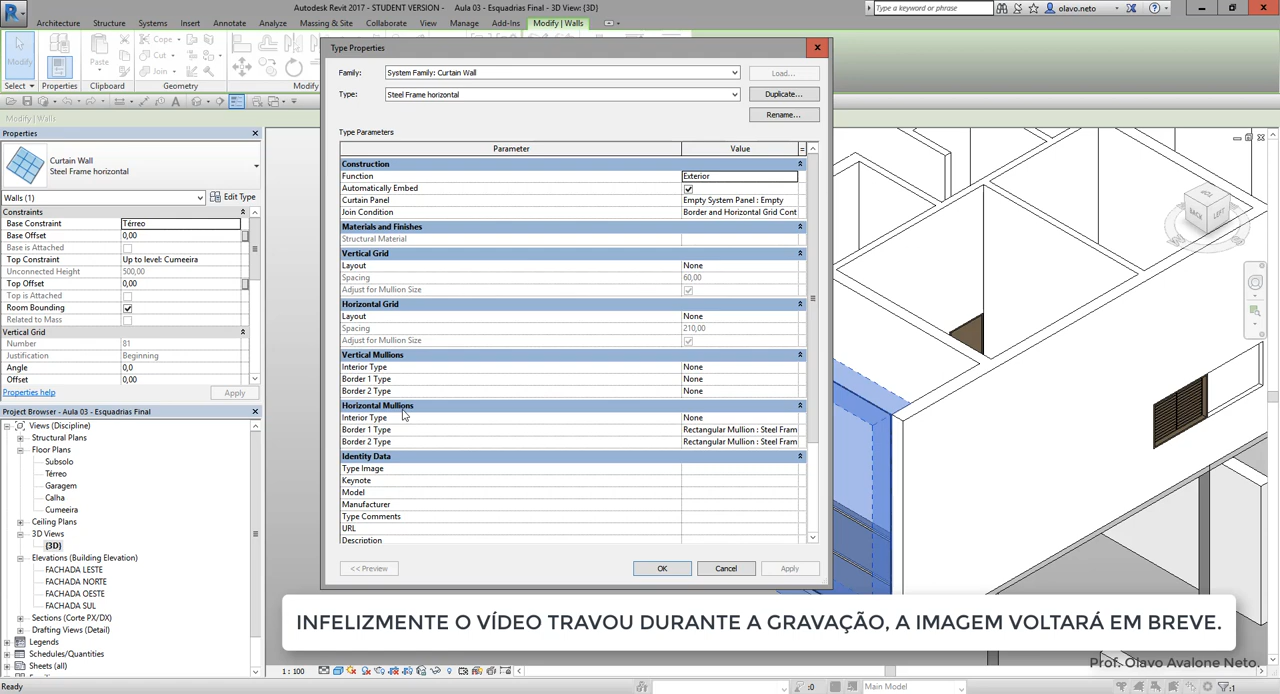 Autodesk Revit 2017 - STUDENT VERSION - Aula 03 - Esquadrias Final - 3D View: {3D}
Type a keyword or phrase
olavo.neto
Architecture Structure Systems Insert Annotate Analyze Massing & Site Collaborate View Manage Add-Ins Modify | Walls
Modify
Paste
Cope
Cut
Join
Select Properties Clipboard Geometry Modify
Modify | Walls
Properties
Curtain Wall
Steel Frame horizontal
Walls (1)
Edit Type
Constraints
Base Constraint Térreo
Base Offset 0,00
Base is Attached
Top Constraint Up to level: Cumeeira
Unconnected Height 500,00
Top Offset 0,00
Top is Attached
Room Bounding
Related to Mass
Vertical Grid
Number 81
Justification Beginning
Angle 0,0
Offset 0,00
Properties help
Apply
Project Browser - Aula 03 - Esquadrias Final
Views (Discipline)
Structural Plans
Floor Plans
Subsolo
Térreo
Garagem
Calha
Cumeeira
Ceiling Plans
3D Views
{3D}
Elevations (Building Elevation)
FACHADA LESTE
FACHADA NORTE
FACHADA OESTE
FACHADA SUL
Sections (Corte PX/DX)
Drafting Views (Detail)
Legends
Schedules/Quantities
Sheets (all)
Type Properties
Family: System Family: Curtain Wall Load...
Type: Steel Frame horizontal Duplicate...
Rename...
Type Parameters
Parameter Value =
Construction
Function Exterior
Automatically Embed
Curtain Panel Empty System Panel : Empty
Join Condition Border and Horizontal Grid Cont
Materials and Finishes
Structural Material
Vertical Grid
Layout None
Spacing 60,00
Adjust for Mullion Size
Horizontal Grid
Layout None
Spacing 210,00
Adjust for Mullion Size
Vertical Mullions
Interior Type None
Border 1 Type None
Border 2 Type None
Horizontal Mullions
Interior Type None
Border 1 Type Rectangular Mullion : Steel Fram
Border 2 Type Rectangular Mullion : Steel Fram
Identity Data
Type Image
Keynote
Model
Manufacturer
Type Comments
URL
Description
<< Preview OK Cancel Apply
TOP
BACK LEFT
INFELIZMENTE O VÍDEO TRAVOU DURANTE A GRAVAÇÃO, A IMAGEM VOLTARÁ EM BREVE.
Prof. Olavo Avalone Neto.
1 : 100
Ready
:0
Main Model
:1